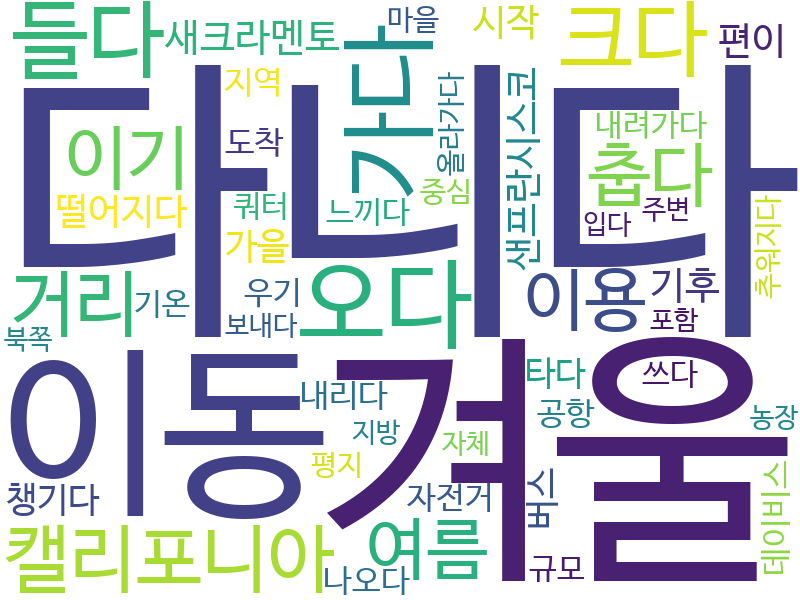 들다
새크라멘토
마을
시작
크다
편이
다니다
지역
가다
올라가다
샌프란시스코
내려가다
이기
도착
춥다
떨어지다
쿼터
느끼다
중심
입다
주변
추워지다
가을
거리
기온
우기
오다
이용
기후
보내다
포함
북쪽
이동
겨울
내리다
타다
쓰다
지방
공항
농장
자체
평지
챙기다
자전거
버스
데이비스
캘리포니아
여름
나오다
규모